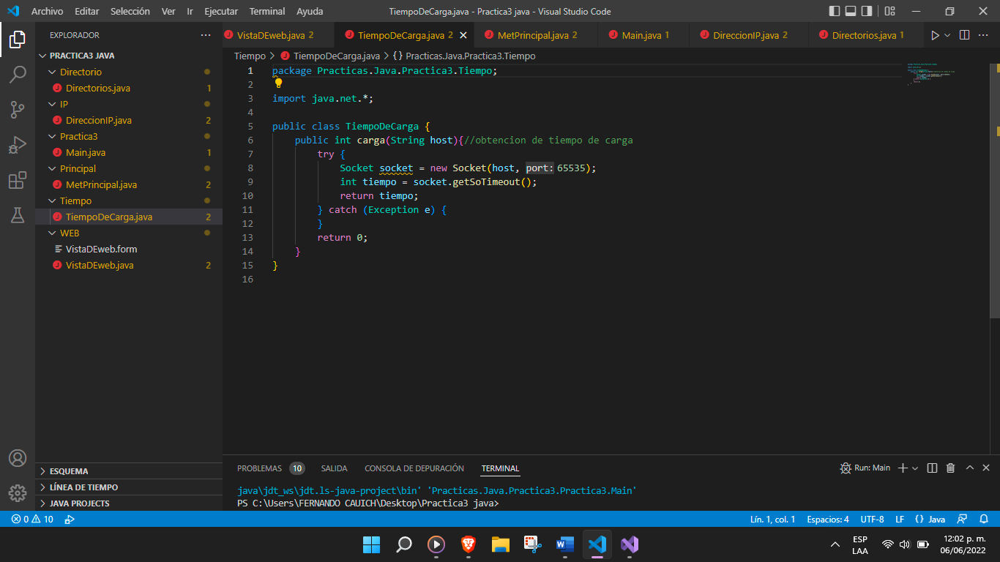 Archivo Editar Selección Ver Ir Ejecutar Terminal Ayuda TiempoDeCarga.java - Practica3 java - Visual Studio Code
EXPLORADOR
PRACTICA3 JAVA
Directorio
Directorios.java 1
IP
DireccionIP.java 2
Practica3
Main.java 1
Principal
MetPrincipal.java 2
Tiempo
TiempoDeCarga.java 2
WEB
VistaDEweb.form
VistaDEweb.java 2
ESQUEMA
LÍNEA DE TIEMPO
JAVA PROJECTS
VistaDEweb.java 2 TiempoDeCarga.java 2 MetPrincipal.java 2 Main.java 1 DireccionIP.java 2 Directorios.java 1
Tiempo > TiempoDeCarga.java > {} Practicas.Java.Practica3.Tiempo
1 package Practicas.Java.Practica3.Tiempo;
2
3 import java.net.*;
4
5 public class TiempoDeCarga {
6 public int carga(String host){//obtencion de tiempo de carga
7 try {
8 Socket socket = new Socket(host, port: 65535);
9 int tiempo = socket.getSoTimeout();
10 return tiempo;
11 } catch (Exception e) {
12 }
13 return 0;
14 }
15 }
16
PROBLEMAS 10 SALIDA CONSOLA DE DEPURACIÓN TERMINAL Run: Main
java\jdt_ws\jdt.ls-java-project\bin' 'Practicas.Java.Practica3.Practica3.Main'
PS C:\Users\FERNANDO CAUICH\Desktop\Practica3 java>
0 10 Lín. 1, col. 1 Espacios: 4 UTF-8 LF {} Java
ESP
LAA
12:02 p. m.
06/06/2022